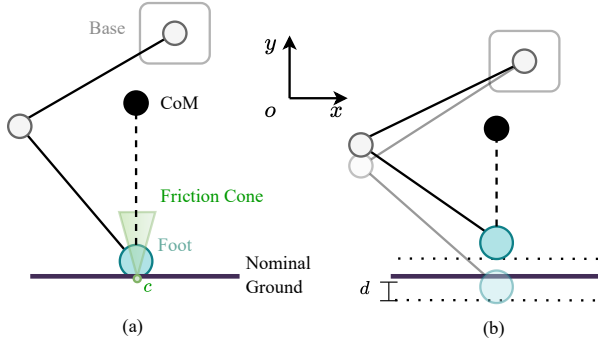 Base
CoM
Friction Cone
Foot
c
Nominal
Ground
(a)
y
o
x
d
(b)